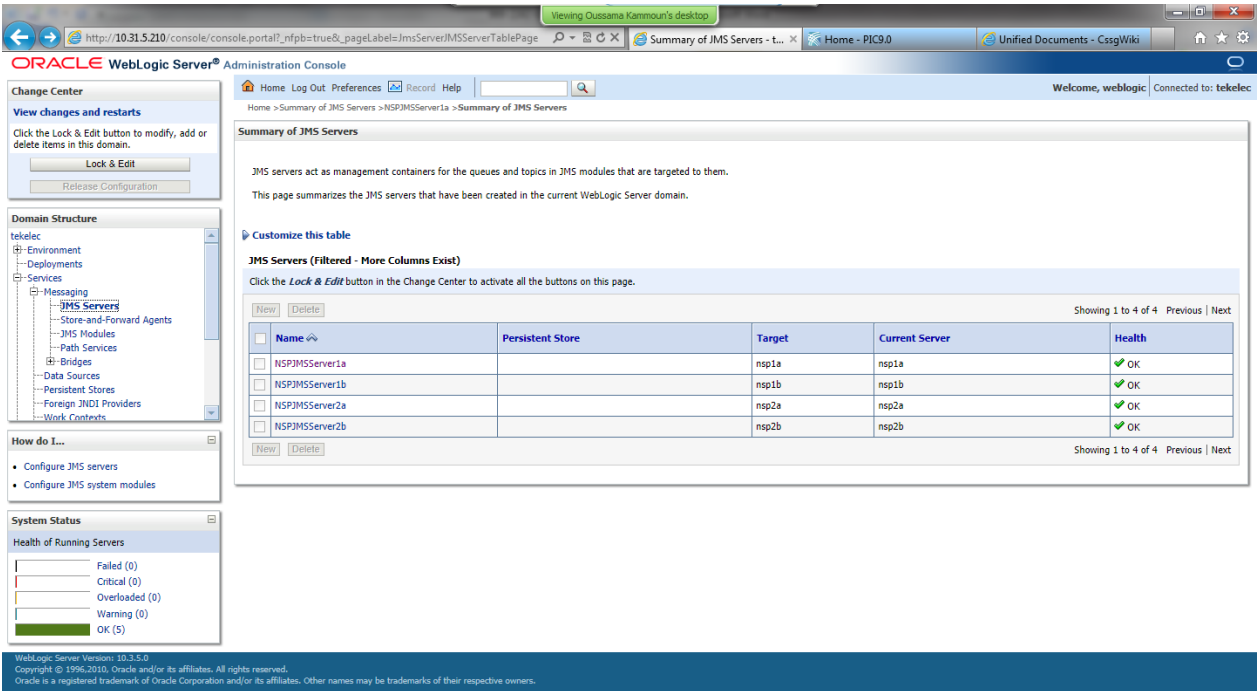 Viewing Oussama Kammoun's desktop
http://10.31.5.210/console/console.portal?_nfpb=true&_pageLabel=JmsServerJMSServerTablePage
Summary of JMS Servers - t...
Home - PIC9.0
Unified Documents - CssgWiki
ORACLE WebLogic Server® Administration Console
Change Center
View changes and restarts
Click the Lock & Edit button to modify, add or
delete items in this domain.
Lock & Edit
Release Configuration
Domain Structure
tekelec
Environment
Deployments
Services
Messaging
JMS Servers
Store-and-Forward Agents
JMS Modules
Path Services
Bridges
Data Sources
Persistent Stores
Foreign JNDI Providers
Work Contexts
How do I...
Configure JMS servers
Configure JMS system modules
System Status
Health of Running Servers
Failed (0)
Critical (0)
Overloaded (0)
Warning (0)
OK (5)
Home Log Out Preferences Record Help
Welcome, weblogic Connected to: tekelec
Home >Summary of JMS Servers >NSPJMSServer1a >Summary of JMS Servers
Summary of JMS Servers
JMS servers act as management containers for the queues and topics in JMS modules that are targeted to them.
This page summarizes the JMS servers that have been created in the current WebLogic Server domain.
Customize this table
JMS Servers (Filtered - More Columns Exist)
Click the Lock & Edit button in the Change Center to activate all the buttons on this page.
New Delete Showing 1 to 4 of 4 Previous | Next
Name Persistent Store Target Current Server Health
NSPJMSServer1a nsp1a nsp1a OK
NSPJMSServer1b nsp1b nsp1b OK
NSPJMSServer2a nsp2a nsp2a OK
NSPJMSServer2b nsp2b nsp2b OK
New Delete Showing 1 to 4 of 4 Previous | Next
WebLogic Server Version: 10.3.5.0
Copyright © 1996,2010, Oracle and/or its affiliates. All rights reserved.
Oracle is a registered trademark of Oracle Corporation and/or its affiliates. Other names may be trademarks of their respective owners.